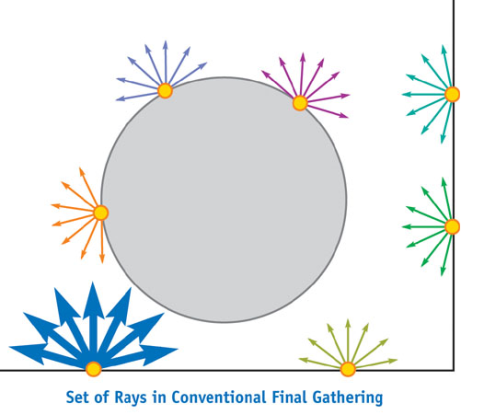 Set of Rays in Conventional Final Gathering